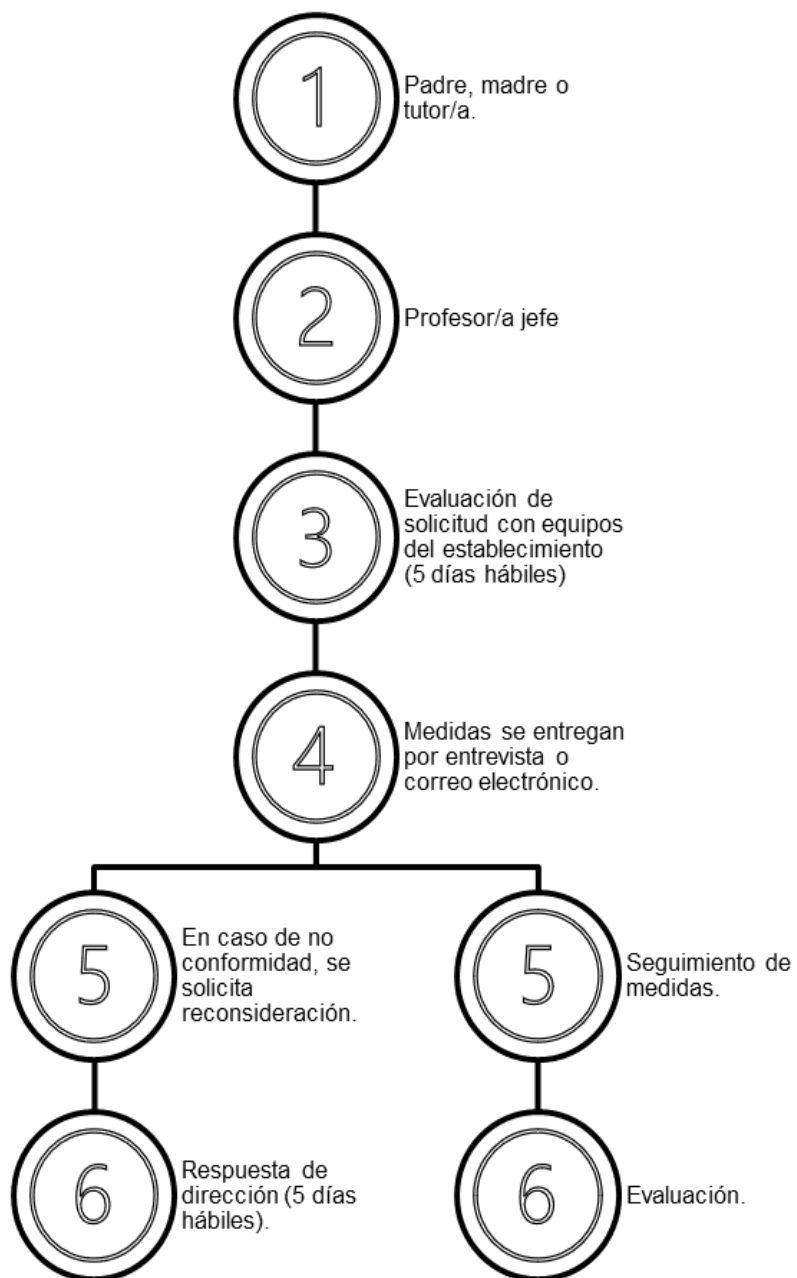 1
Padre, madre o
tutor/a.
2
Profesor/a jefe
3
Evaluación de
solicitud con equipos
del establecimiento
(5 días hábiles)
4
Medidas se entregan
por entrevista o
correo electrónico.
5
En caso de no
conformidad, se
solicita
reconsideración.
5
Seguimiento de
medidas.
6
Respuesta de
dirección (5 días
hábiles).
6
Evaluación.